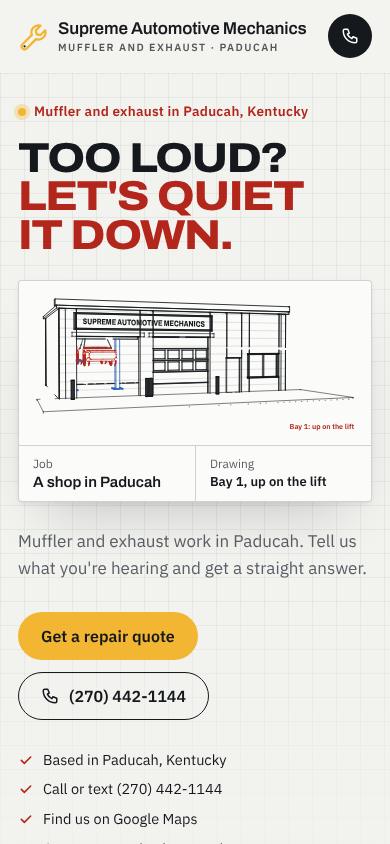 Supreme Automotive Mechanics
MUFFLER AND EXHAUST · PADUCAH
Muffler and exhaust in Paducah, Kentucky
TOO LOUD?
LET'S QUIET
IT DOWN.
SUPREME AUTOMOTIVE MECHANICS
Bay 1: up on the lift
Job
A shop in Paducah
Drawing
Bay 1, up on the lift
Muffler and exhaust work in Paducah. Tell us
what you're hearing and get a straight answer.
Get a repair quote
(270) 442-1144
Based in Paducah, Kentucky
Call or text (270) 442-1144
Find us on Google Maps